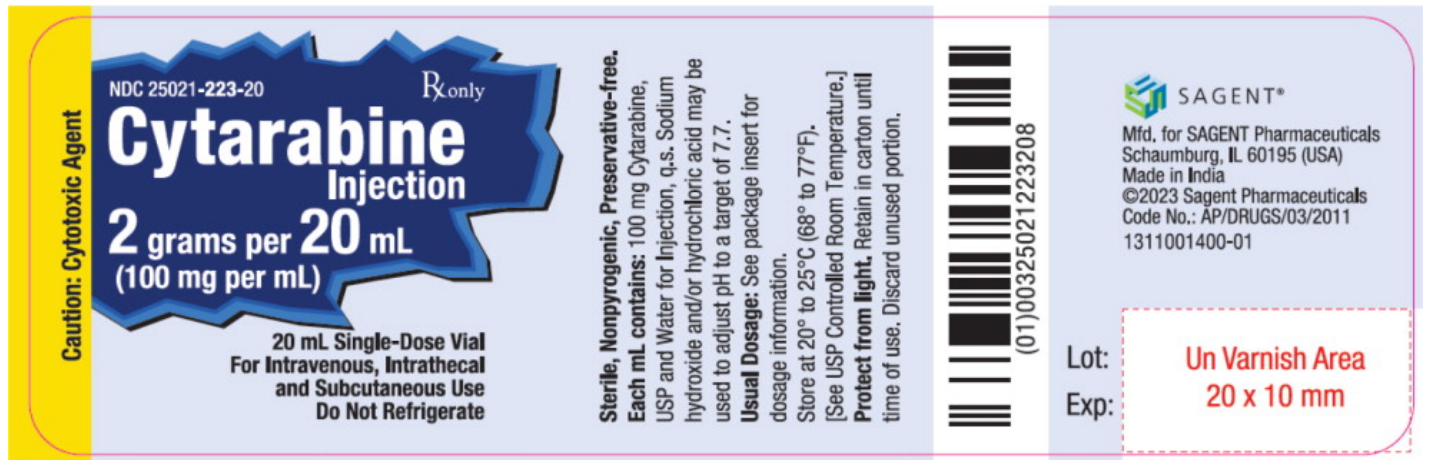 Caution: Cytotoxic Agent
NDC 25021-223-20
Rx only
Cytarabine
Injection
2 grams per 20 mL
(100 mg per mL)
20 mL Single-Dose Vial
For Intravenous, Intrathecal
and Subcutaneous Use
Do Not Refrigerate
Sterile, Nonpyrogenic, Preservative-free.
Each mL contains: 100 mg Cytarabine,
USP and Water for Injection, q.s. Sodium
hydroxide and/or hydrochloric acid may be
used to adjust pH to a target of 7.7.
Usual Dosage: See package insert for
dosage information.
Store at 20° to 25°C (68° to 77°F).
[See USP Controlled Room Temperature.]
Protect from light. Retain in carton until
time of use. Discard unused portion.
(01)00325021223208
SAGENT®
Mfd. for SAGENT Pharmaceuticals
Schaumburg, IL 60195 (USA)
Made in India
©2023 Sagent Pharmaceuticals
Code No.: AP/DRUGS/03/2011
1311001400-01
Lot:
Exp:
Un Varnish Area
20 x 10 mm